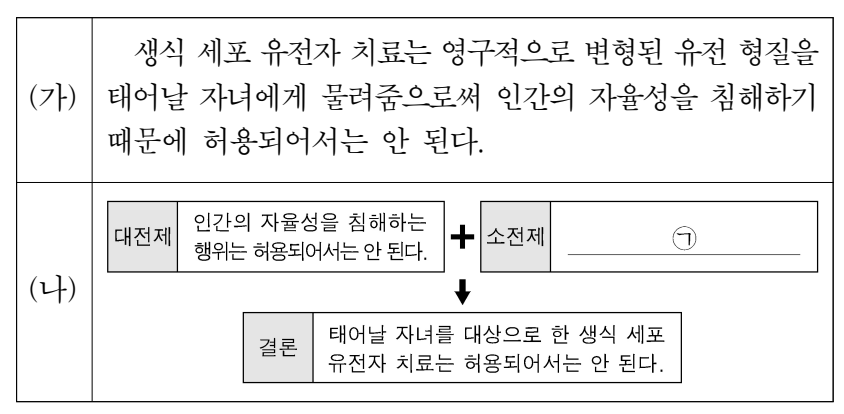 (가)
생식 세포 유전자 치료는 영구적으로 변형된 유전 형질을
태어날 자녀에게 물려줌으로써 인간의 자율성을 침해하기
때문에 허용되어서는 안 된다.
(나)
대전제
인간의 자율성을 침해하는
행위는 허용되어서는 안 된다.
소전제
㉠
결론
태어날 자녀를 대상으로 한 생식 세포
유전자 치료는 허용되어서는 안 된다.